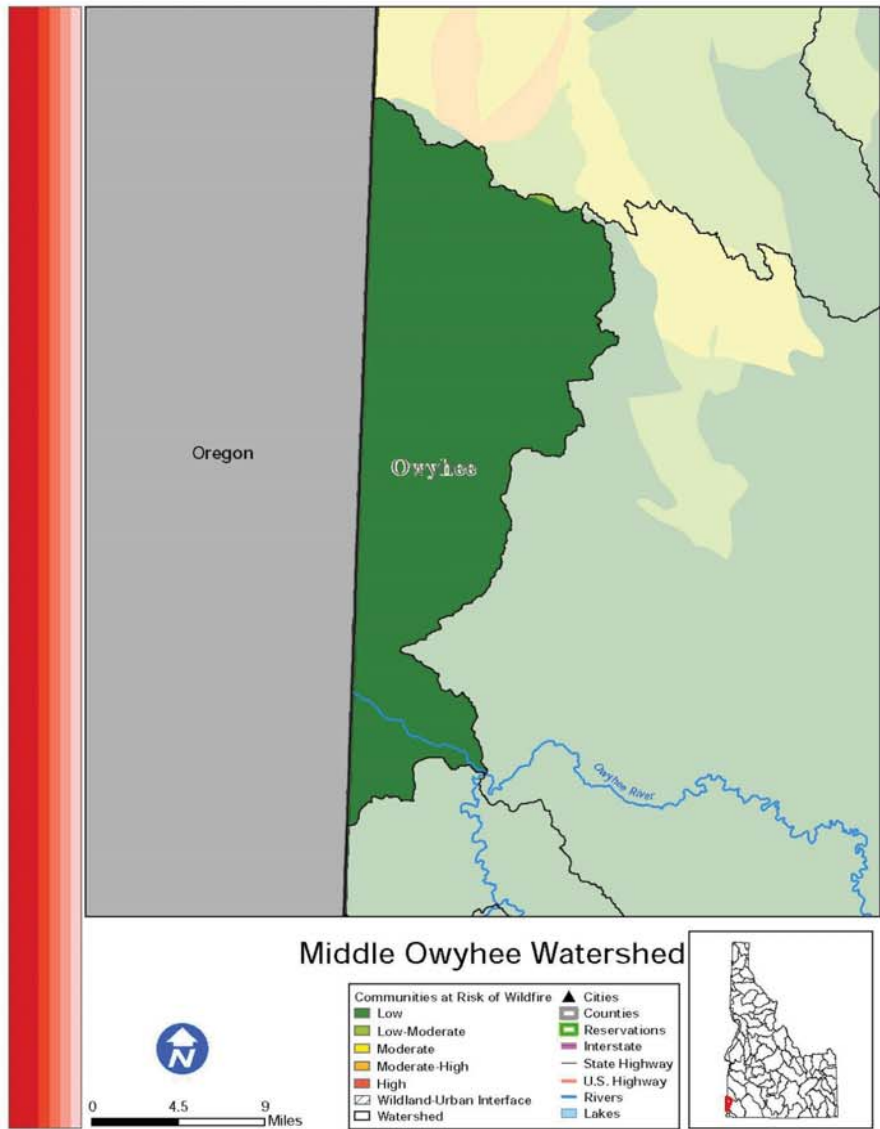 Oregon
Owyhee
Owyhee River
Middle Owyhee Watershed
Communities at Risk of Wildfire
Low
Low-Moderate
Moderate
Moderate-High
High
Wildland-Urban Interface
Watershed
Cities
Counties
Reservations
Interstate
State Highway
U.S. Highway
Rivers
Lakes
N
0 4.5 9
Miles